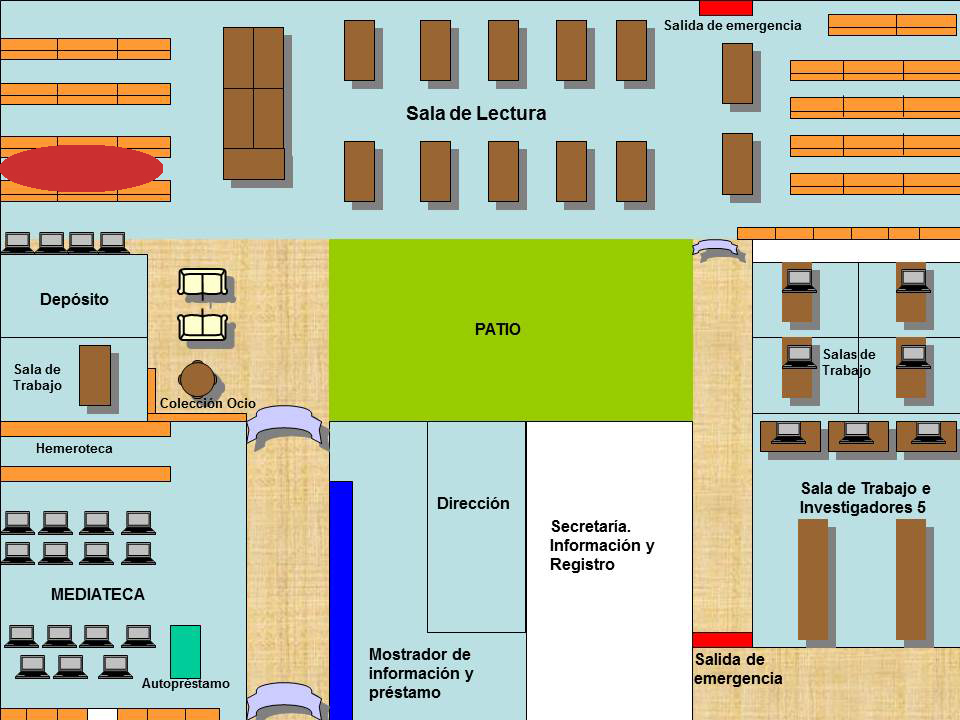 Salida de emergencia
Sala de Lectura
Depósito
PATIO
Sala de
Trabajo
Salas de
Trabajo
Colección Ocio
Hemeroteca
Dirección
Sala de Trabajo e
Investigadores 5
Secretaría.
Información y
Registro
MEDIATECA
Mostrador de
información y
préstamo
Salida de
emergencia
Autoprestamo